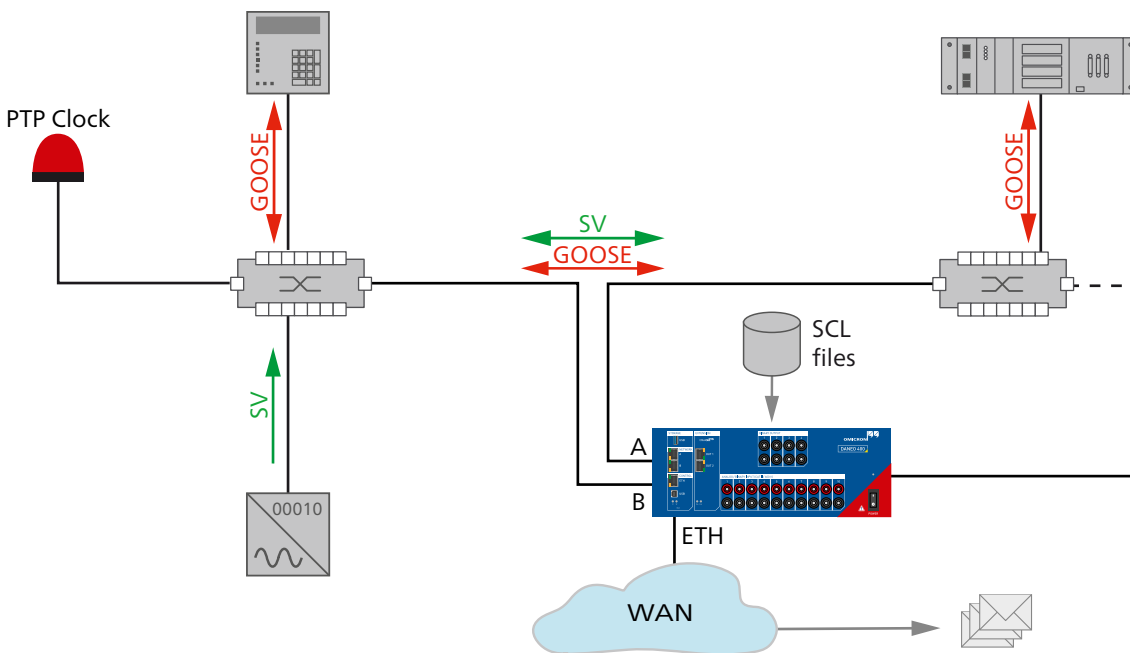 PTP Clock
GOOSE
GOOSE
SV
GOOSE
SV
00010
SCL
files
A
B
OMICRON
DANEO 400
ETH
WAN